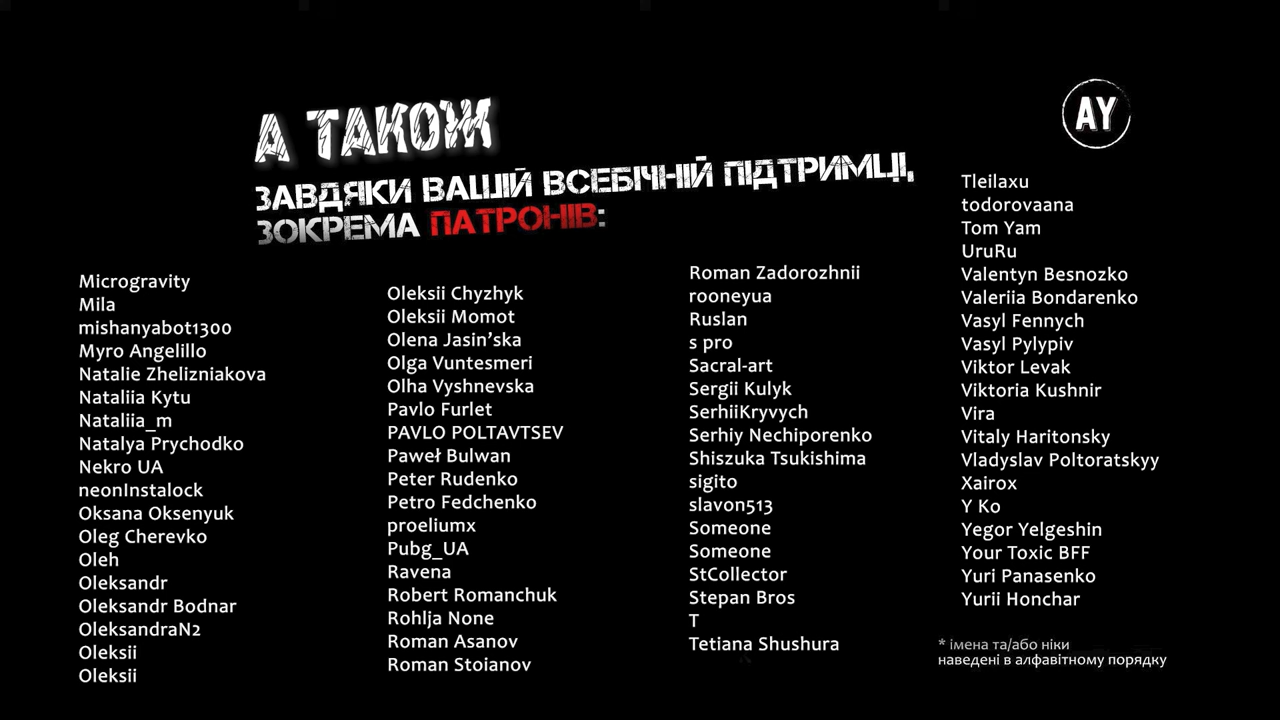 А ТАКОЖ
ЗАВДЯКИ ВАШІЙ ВСЕБІЧНІЙ ПІДТРИМЦІ,
ЗОКРЕМА ПАТРОНІВ:
AY
Microgravity
Mila
mishanyabot1300
Myro Angelillo
Natalie Zhelizniakova
Nataliia Kytu
Nataliia_m
Natalya Prychodko
Nekro UA
neonInstalock
Oksana Oksenyuk
Oleg Cherevko
Oleh
Oleksandr
Oleksandr Bodnar
OleksandraN2
Oleksii
Oleksii
Oleksii Chyzhyk
Oleksii Momot
Olena Jasin’ska
Olga Vuntesmeri
Olha Vyshnevska
Pavlo Furlet
PAVLO POLTAVTSEV
Paweł Bulwan
Peter Rudenko
Petro Fedchenko
proeliumx
Pubg_UA
Ravena
Robert Romanchuk
Rohlja None
Roman Asanov
Roman Stoianov
Roman Zadorozhnii
rooneyua
Ruslan
s pro
Sacral-art
Sergii Kulyk
SerhiiKryvych
Serhiy Nechiporenko
Shiszuka Tsukishima
sigito
slavon513
Someone
Someone
StCollector
Stepan Bros
T
Tetiana Shushura
Tleilaxu
todorovaana
Tom Yam
UruRu
Valentyn Besnozko
Valeriia Bondarenko
Vasyl Fennych
Vasyl Pylypiv
Viktor Levak
Viktoria Kushnir
Vira
Vitaly Haritonsky
Vladyslav Poltoratskyy
Xairox
Y Ko
Yegor Yelgeshin
Your Toxic BFF
Yuri Panasenko
Yurii Honchar
* імена та/або ніки
наведені в алфавітному порядку